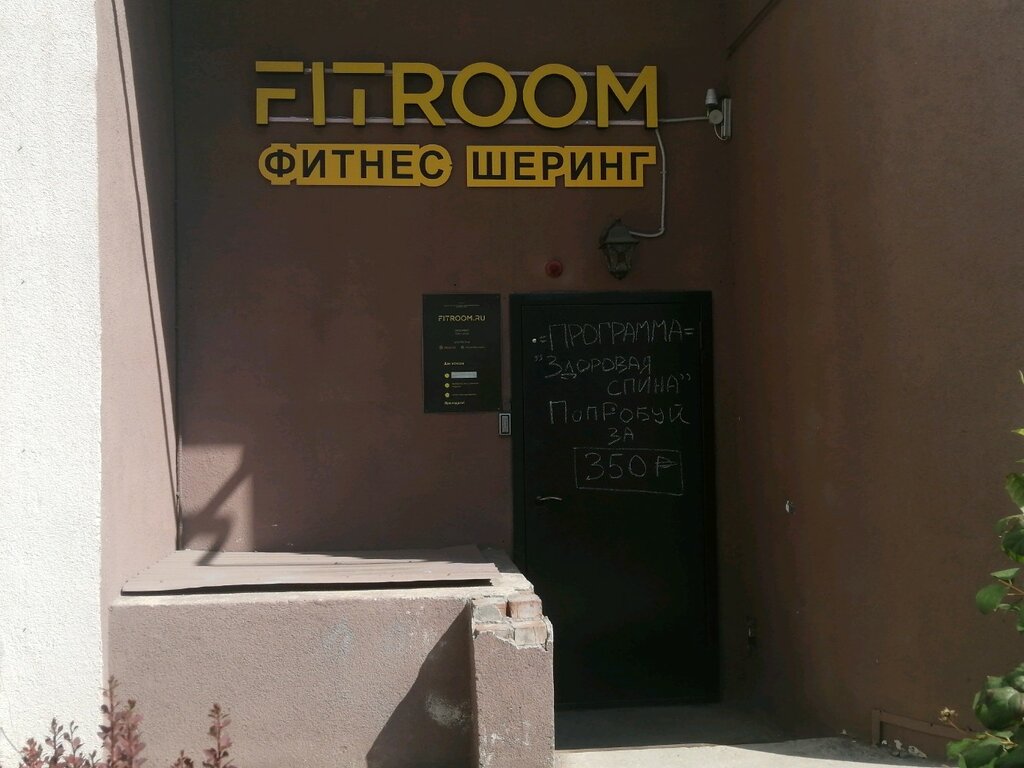 FITROOM
ФИТНЕС ШЕРИНГ
FITROOM.RU
=ПРОГРАММА=
"ЗДОРОВАЯ
СПИНА"
ПОПРОБУЙ
ЗА
350₽